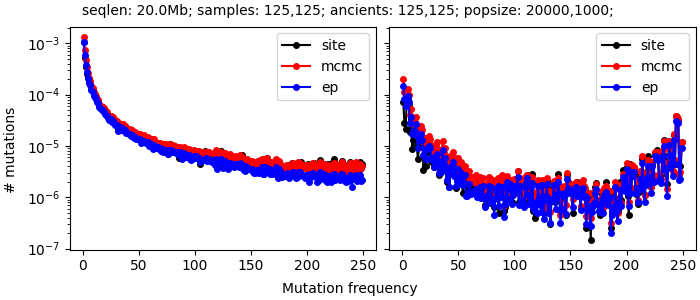 seqlen: 20.0Mb; samples: 125,125; ancients: 125,125; popsize: 20000,1000;
# mutations
10⁻³
10⁻⁴
10⁻⁵
10⁻⁶
10⁻⁷
site
mcmc
ep
site
mcmc
ep
0 50 100 150 200 250
0 50 100 150 200 250
Mutation frequency